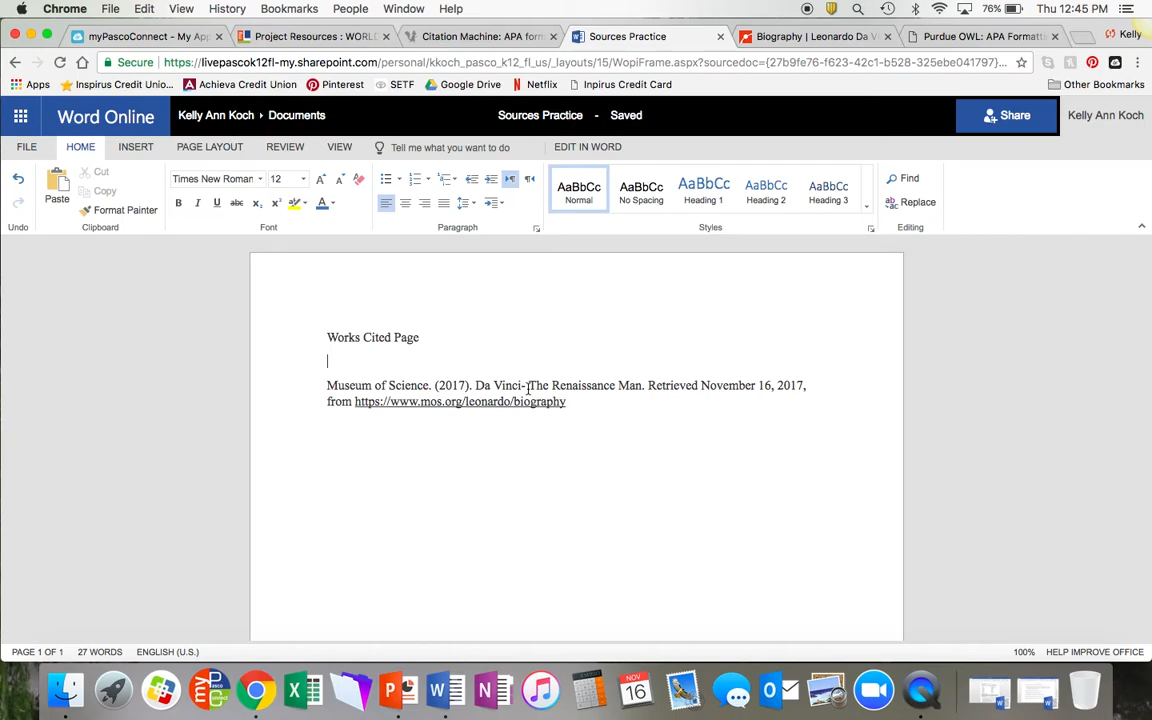 Chrome File Edit View History Bookmarks People Window Help 76% Thu 12:45 PM
myPascoConnect - My App Project Resources : WORL Citation Machine: APA form Sources Practice Biography | Leonardo Da Vi Purdue OWL: APA Formatti Kelly
Secure https://livepascok12fl-my.sharepoint.com/personal/kkoch_pasco_k12_fl_us/_layouts/15/WopiFrame.aspx?sourcedoc={27b9fe76-f623-42c1-b528-325ebe041797}...
Apps Inspirus Credit Unio... Achieva Credit Union Pinterest SETF Google Drive Netflix Inpirus Credit Card Other Bookmarks
Word Online Kelly Ann Koch Documents Sources Practice - Saved Share Kelly Ann Koch
FILE HOME INSERT PAGE LAYOUT REVIEW VIEW Tell me what you want to do EDIT IN WORD
Paste Cut Copy Format Painter
Times New Roman 12
B I U abc x₂ x² A
AaBbCc AaBbCc AaBbCc AaBbCc AaBbCc
Normal No Spacing Heading 1 Heading 2 Heading 3
Find
Replace
Undo Clipboard Font Paragraph Styles Editing
Works Cited Page
Museum of Science. (2017). Da Vinci- The Renaissance Man. Retrieved November 16, 2017,
from https://www.mos.org/leonardo/biography
PAGE 1 OF 1 27 WORDS ENGLISH (U.S.) 100% HELP IMPROVE OFFICE
NOV
16